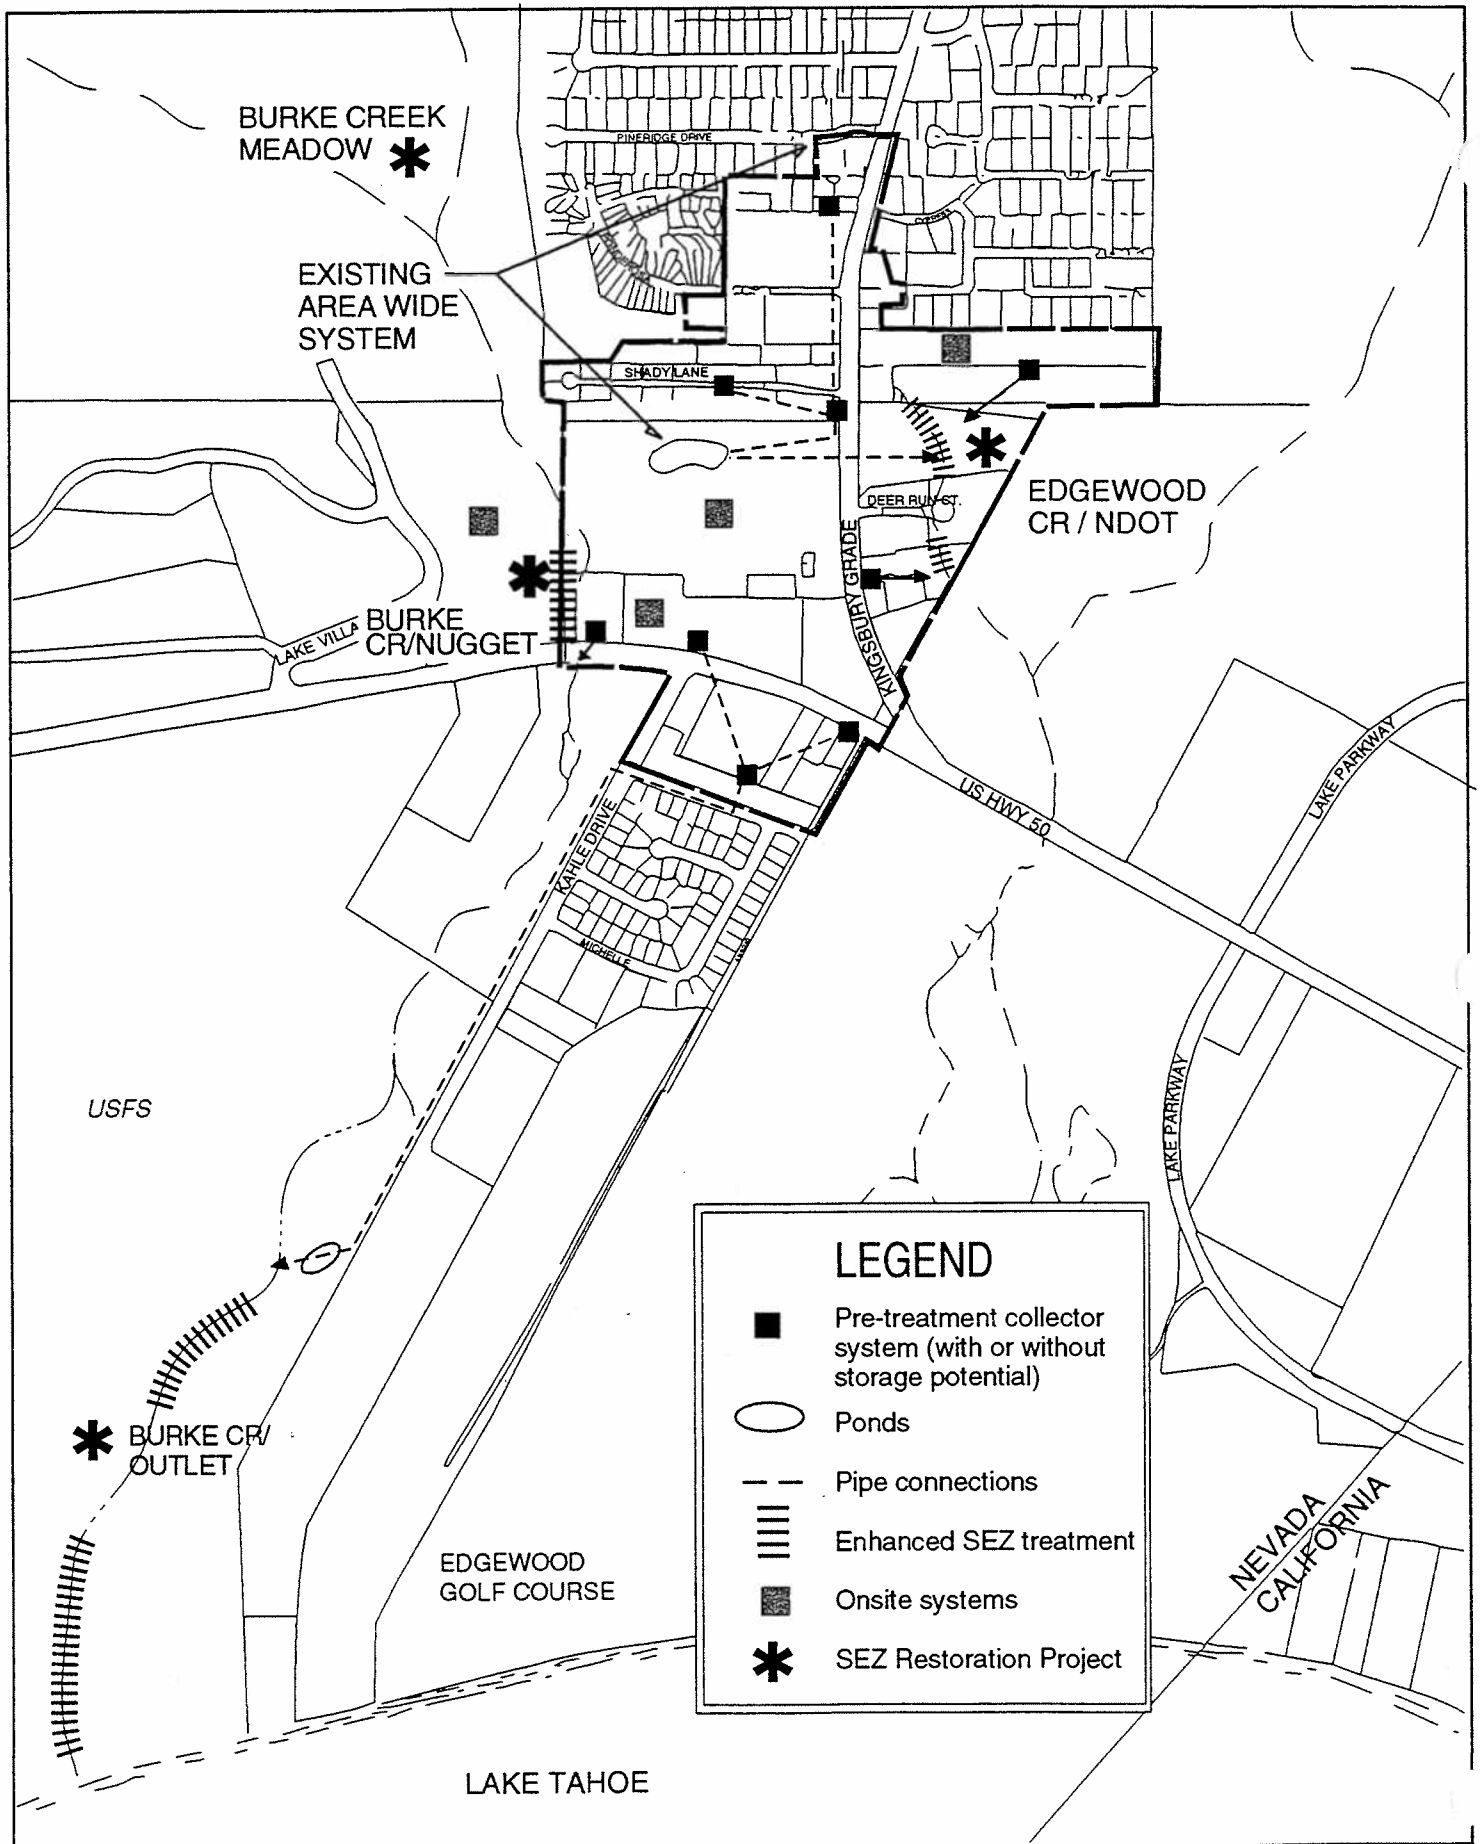 BURKE CREEK
MEADOW
PINERIDGE DRIVE
CYPRESS
EXISTING
AREA WIDE
SYSTEM
SHADY LANE
EDGEWOOD
CR / NDOT
DEER RUN CT.
KINGSBURY GRADE
BURKE
CR/NUGGET
LAKE VILLA
US HWY 50
LAKE PARKWAY
KAHLE DRIVE
MICHELLE
LAKE PARKWAY
USFS
BURKE CR/
OUTLET
EDGEWOOD
GOLF COURSE
LAKE TAHOE
NEVADA
CALIFORNIA
LEGEND
Pre-treatment collector
system (with or without
storage potential)
Ponds
Pipe connections
Enhanced SEZ treatment
Onsite systems
SEZ Restoration Project